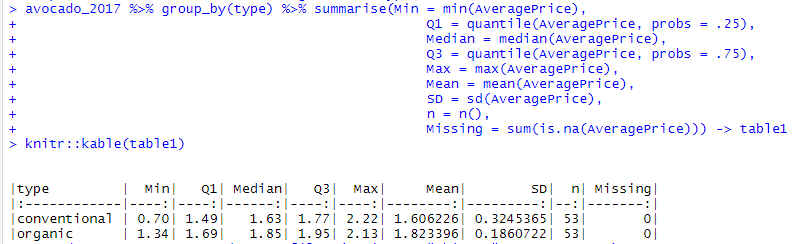 > avocado_2017 %>% group_by(type) %>% summarise(Min = min(AveragePrice),
+                                                   Q1 = quantile(AveragePrice, probs = .25),
+                                                   Median = median(AveragePrice),
+                                                   Q3 = quantile(AveragePrice, probs = .75),
+                                                   Max = max(AveragePrice),
+                                                   Mean = mean(AveragePrice),
+                                                   SD = sd(AveragePrice),
+                                                   n = n(),
+                                                   Missing = sum(is.na(AveragePrice))) -> table1
> knitr::kable(table1)
|type         |  Min|   Q1| Median|   Q3|  Max|     Mean|        SD|  n| Missing|
|:------------|----:|----:|------:|----:|----:|--------:|---------:|--:|-------:|
|conventional | 0.70| 1.49|   1.63| 1.77| 2.22| 1.606226| 0.3245365| 53|       0|
|organic      | 1.34| 1.69|   1.85| 1.95| 2.13| 1.823396| 0.1860722| 53|       0|